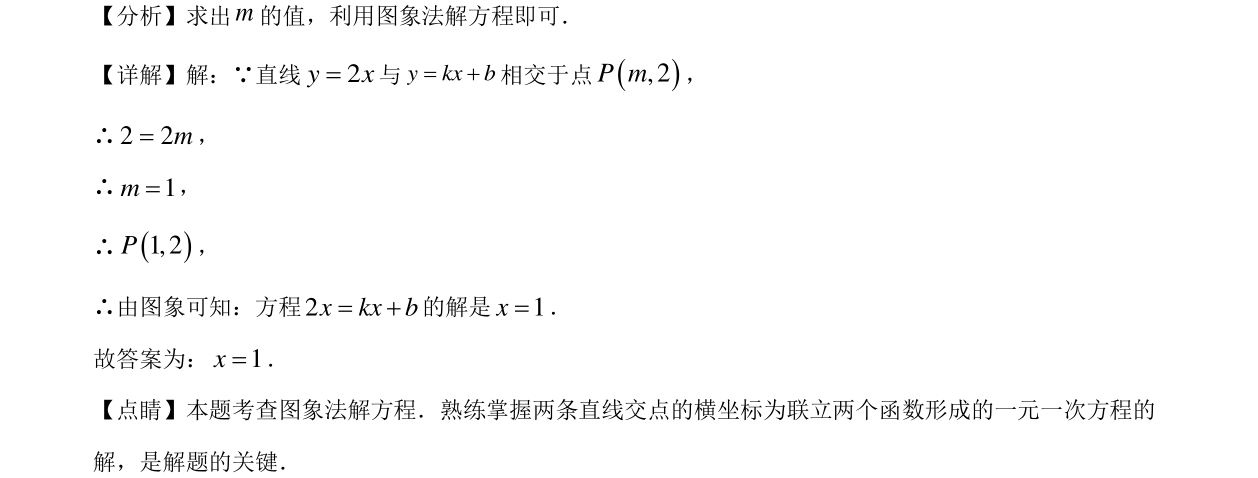 【分析】求出 m 的值，利用图象法解方程即可．
【详解】解：∵直线 y = 2x 与 y = kx + b 相交于点 P(m,2)，
∴ 2 = 2m，
∴ m = 1，
∴ P(1,2)，
∴由图象可知：方程 2x = kx + b 的解是 x = 1．
故答案为：x = 1．
【点睛】本题考查图象法解方程．熟练掌握两条直线交点的横坐标为联立两个函数形成的一元一次方程的
解，是解题的关键．